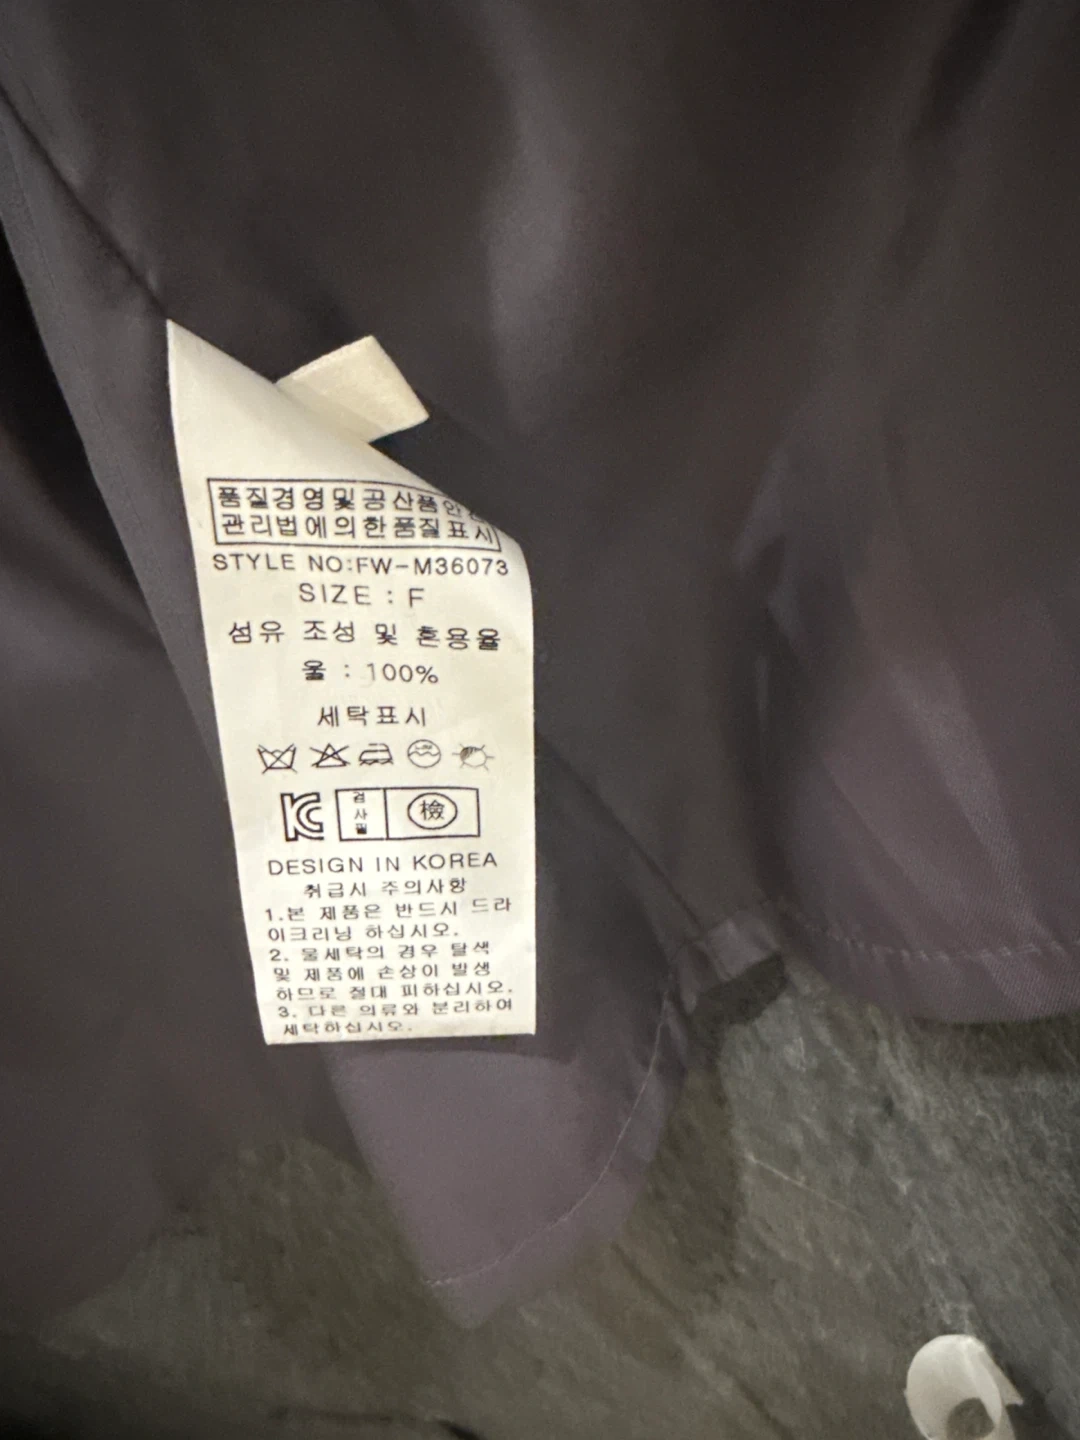 품질경영및공산품안전
관리법에의한품질표시
STYLE NO:FW-M36073
SIZE : F
섬유 조성 및 혼용율
울 : 100%
세탁표시
검사필
檢
DESIGN IN KOREA
취급시 주의사항
1.본 제품은 반드시 드라
이크리닝 하십시오.
2. 물세탁의 경우 탈색
및 제품에 손상이 발생
하므로 절대 피하십시오.
3. 다른 의류와 분리하여
세탁하십시오.